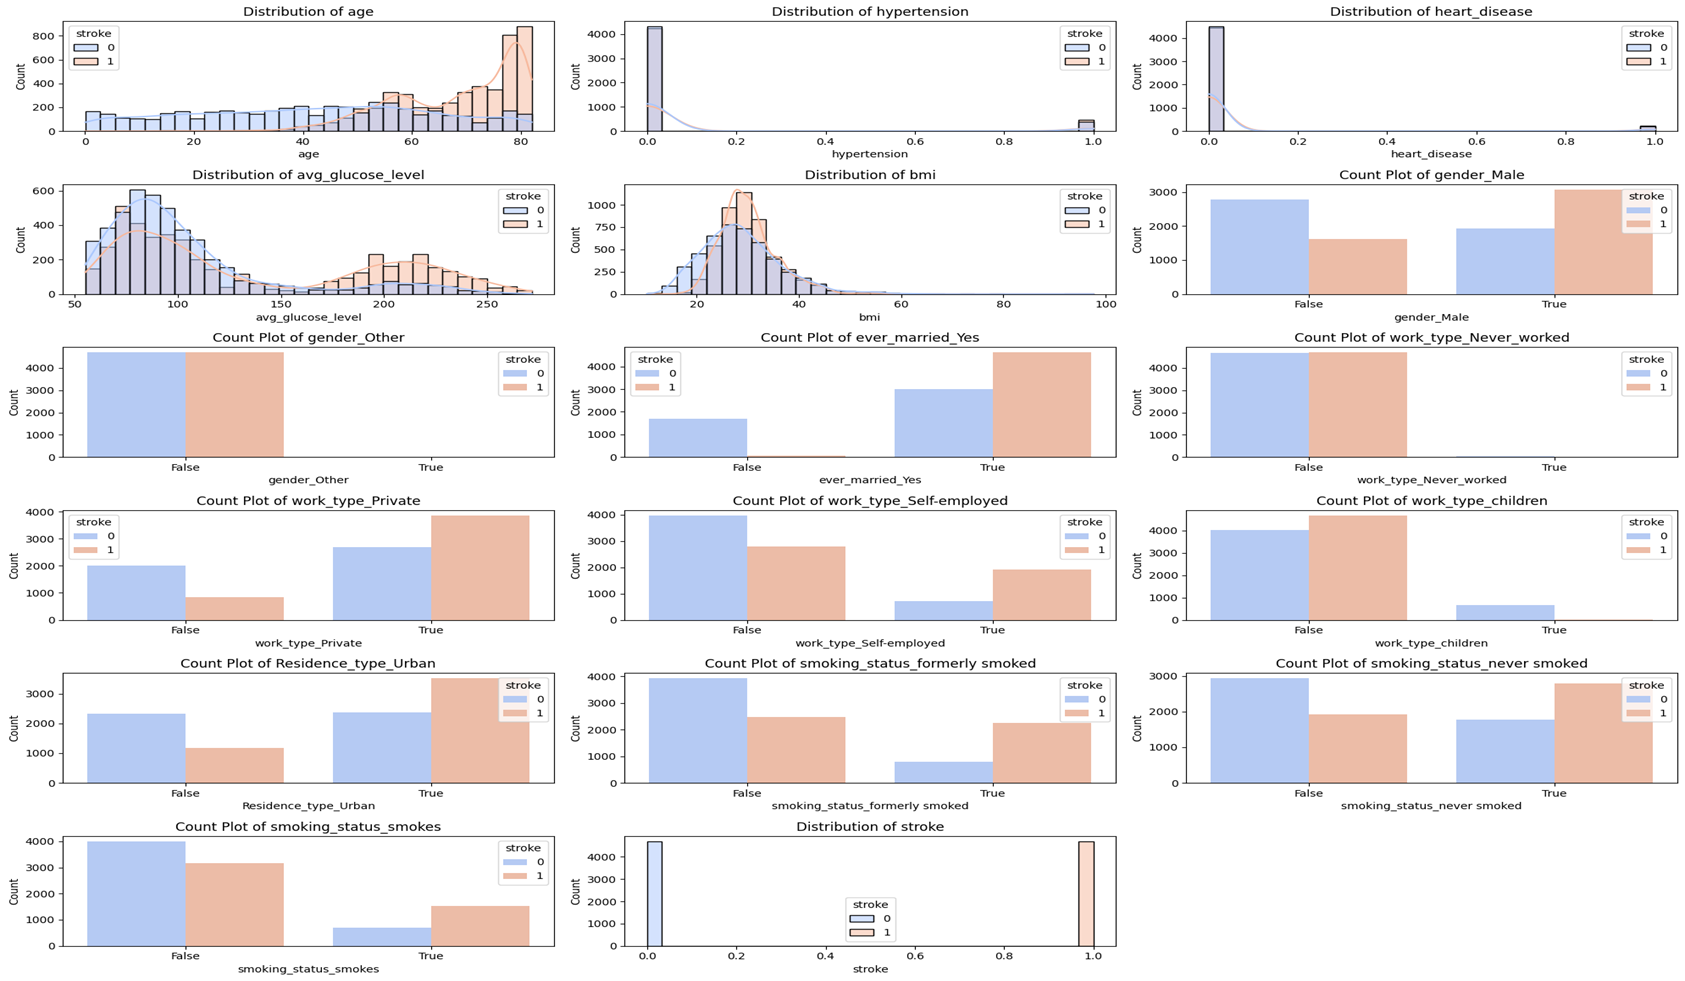 Distribution of age
stroke
0
1
Count
800
600
400
200
0
0 20 40 60 80
age
Distribution of hypertension
stroke
0
1
Count
4000
3000
2000
1000
0
0.0 0.2 0.4 0.6 0.8 1.0
hypertension
Distribution of heart_disease
stroke
0
1
Count
4000
3000
2000
1000
0
0.0 0.2 0.4 0.6 0.8 1.0
heart_disease
Distribution of avg_glucose_level
stroke
0
1
Count
600
400
200
0
50 100 150 200 250
avg_glucose_level
Distribution of bmi
stroke
0
1
Count
1000
750
500
250
0
20 40 60 80 100
bmi
Count Plot of gender_Male
stroke
0
1
Count
3000
2000
1000
0
False True
gender_Male
Count Plot of gender_Other
stroke
0
1
Count
4000
3000
2000
1000
0
False True
gender_Other
Count Plot of ever_married_Yes
stroke
0
1
Count
4000
3000
2000
1000
0
False True
ever_married_Yes
Count Plot of work_type_Never_worked
stroke
0
1
Count
4000
3000
2000
1000
0
False True
work_type_Never_worked
Count Plot of work_type_Private
stroke
0
1
Count
4000
3000
2000
1000
0
False True
work_type_Private
Count Plot of work_type_Self-employed
stroke
0
1
Count
4000
3000
2000
1000
0
False True
work_type_Self-employed
Count Plot of work_type_children
stroke
0
1
Count
4000
3000
2000
1000
0
False True
work_type_children
Count Plot of Residence_type_Urban
stroke
0
1
Count
3000
2000
1000
0
False True
Residence_type_Urban
Count Plot of smoking_status_formerly smoked
stroke
0
1
Count
4000
3000
2000
1000
0
False True
smoking_status_formerly smoked
Count Plot of smoking_status_never smoked
stroke
0
1
Count
3000
2000
1000
0
False True
smoking_status_never smoked
Count Plot of smoking_status_smokes
stroke
0
1
Count
4000
3000
2000
1000
0
False True
smoking_status_smokes
Distribution of stroke
stroke
0
1
Count
4000
3000
2000
1000
0
0.0 0.2 0.4 0.6 0.8 1.0
stroke